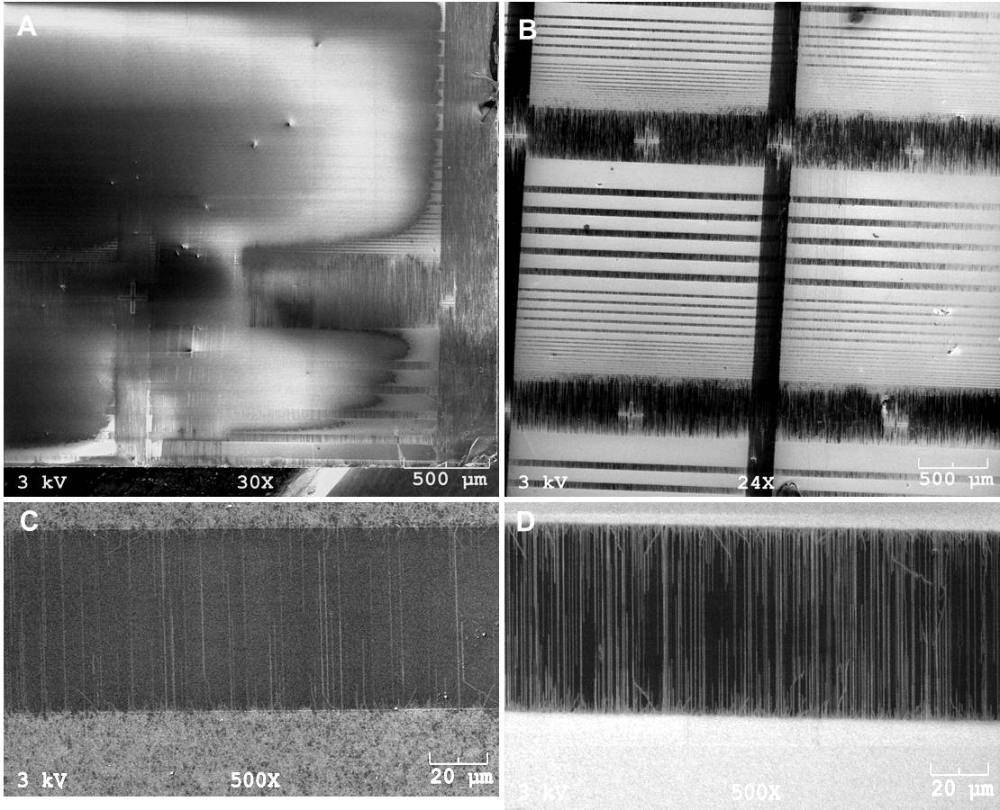 A
3 kV 30X 500 µm
B
3 kV 24X 500 µm
C
3 kV 500X 20 µm
D
3 kV 500X 20 µm